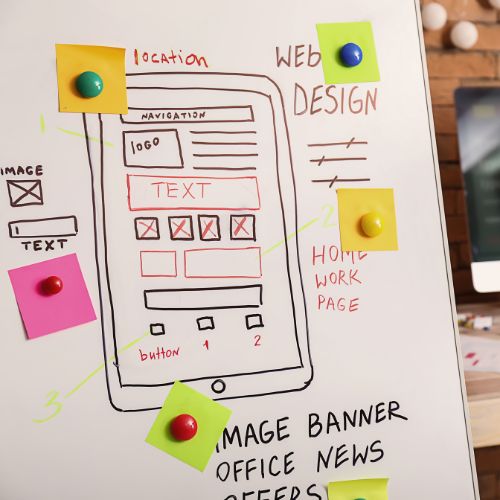 location
WEB
DESIGN
1
NAVIGATION
LOGO
IMAGE
TEXT
TEXT
2
HOME
WORK
PAGE
button
1
2
3
IMAGE BANNER
OFFICE NEWS
OFFERS